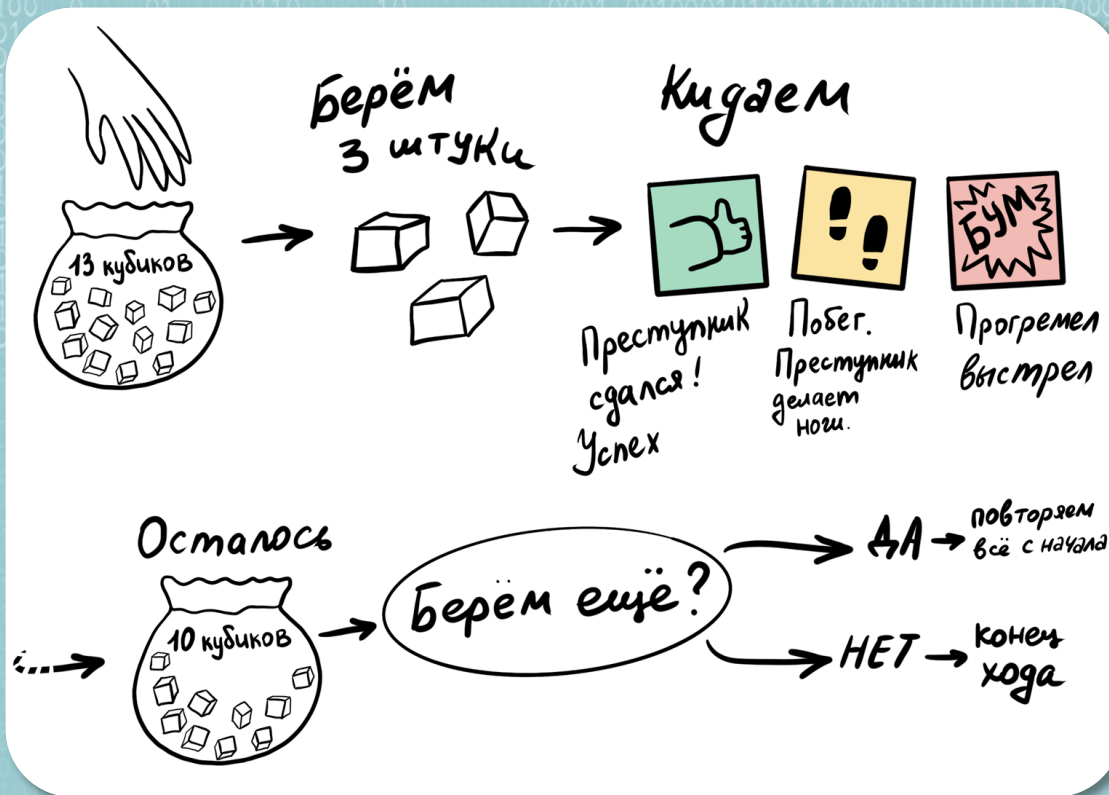 13 кубиков
Берём
3 штуки
Кидаем
БУМ
Преступник
сдался!
Успех
Побег.
Преступник
делает
ноги.
Прогремел
выстрел
Осталось
10 кубиков
Берём ещё?
ДА
повторяем
всё с начала
НЕТ
конец
хода